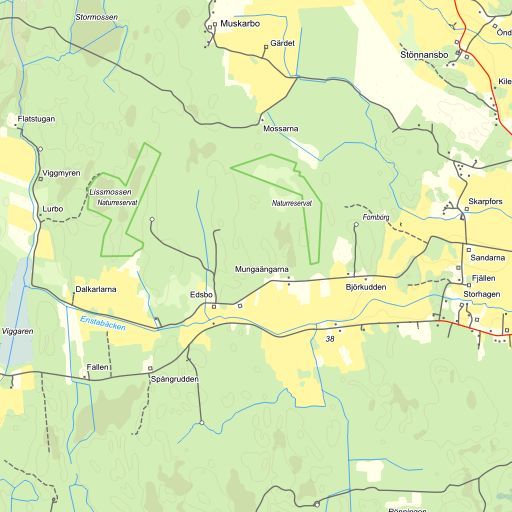 Stormossen
Muskarbo
Gärdet
Stönnansbo
Kile
Flatstugan
Mossarna
Viggmyren
Lissmossen
Naturreservat
Naturreservat
Skarpfors
Lurbo
Fornborg
Sandarna
Mungaängarna
Fjällen
Björkudden
Dalkarlarna
Edsbo
Storhagen
Enstabäcken
Viggaren
38
Fallen
Spångrudden